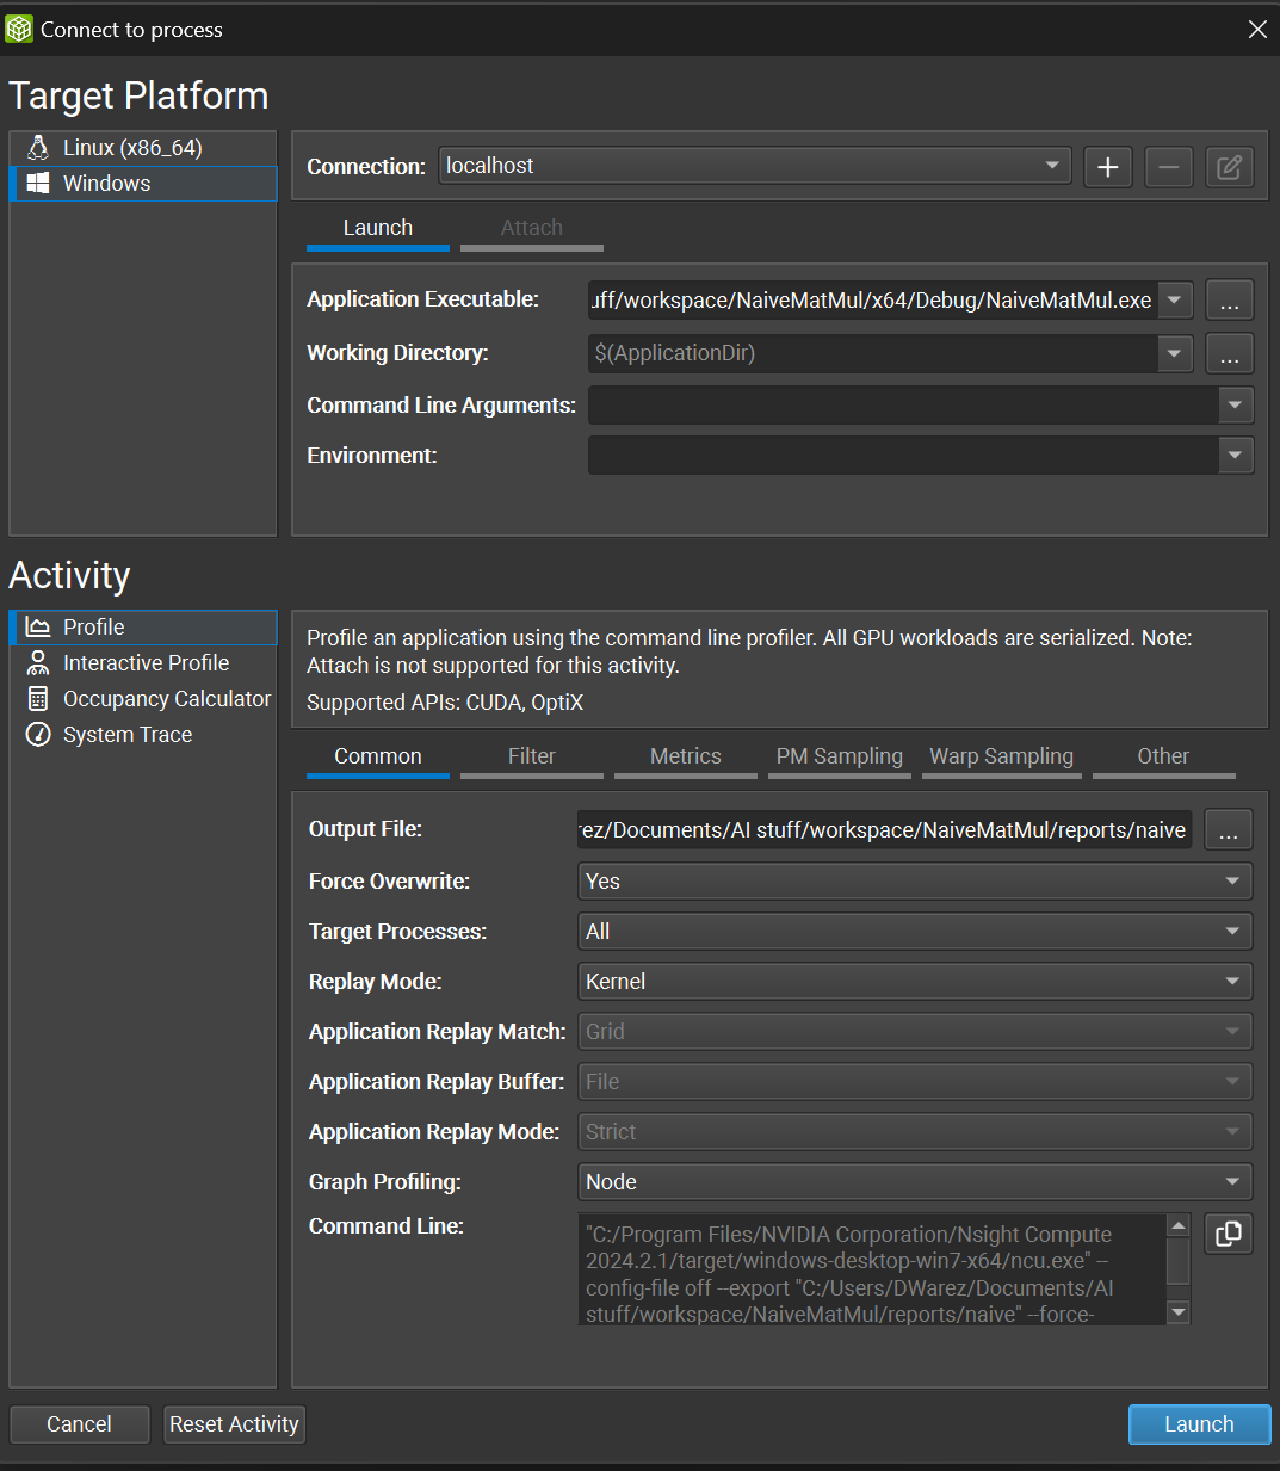 Connect to process
Target Platform
Linux (x86_64)
Windows
Connection: localhost
Launch Attach
Application Executable: uff/workspace/NaiveMatMul/x64/Debug/NaiveMatMul.exe ...
Working Directory: $(ApplicationDir) ...
Command Line Arguments:
Environment:
Activity
Profile
Interactive Profile
Occupancy Calculator
System Trace
Profile an application using the command line profiler. All GPU workloads are serialized. Note:
Attach is not supported for this activity.
Supported APIs: CUDA, OptiX
Common Filter Metrics PM Sampling Warp Sampling Other
Output File: rez/Documents/AI stuff/workspace/NaiveMatMul/reports/naive ...
Force Overwrite: Yes
Target Processes: All
Replay Mode: Kernel
Application Replay Match: Grid
Application Replay Buffer: File
Application Replay Mode: Strict
Graph Profiling: Node
Command Line: "C:/Program Files/NVIDIA Corporation/Nsight Compute
2024.2.1/target/windows-desktop-win7-x64/ncu.exe" --
config-file off --export "C:/Users/DWarez/Documents/AI
stuff/workspace/NaiveMatMul/reports/naive" --force-
Cancel Reset Activity Launch